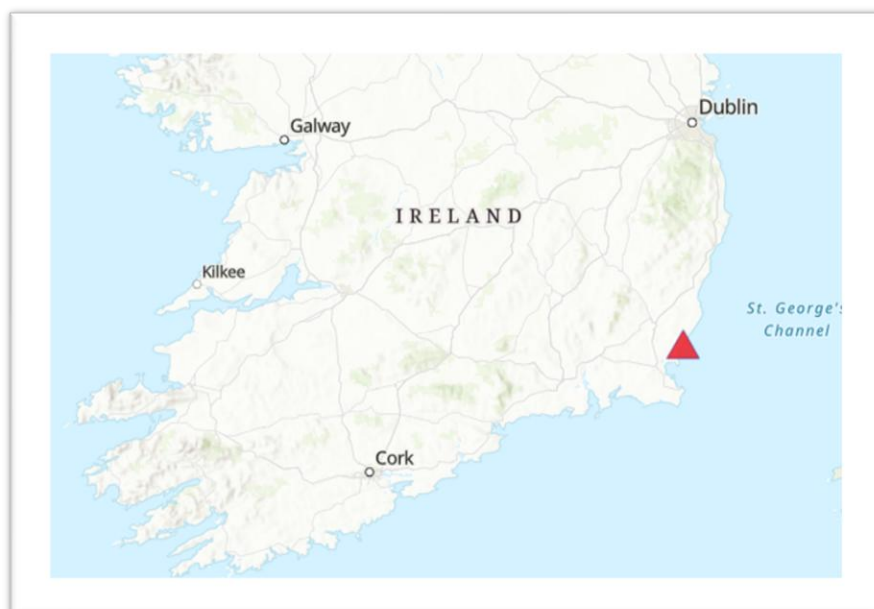 Dublin
Galway
IRELAND
Kilkee
St. George's
Channel
Cork